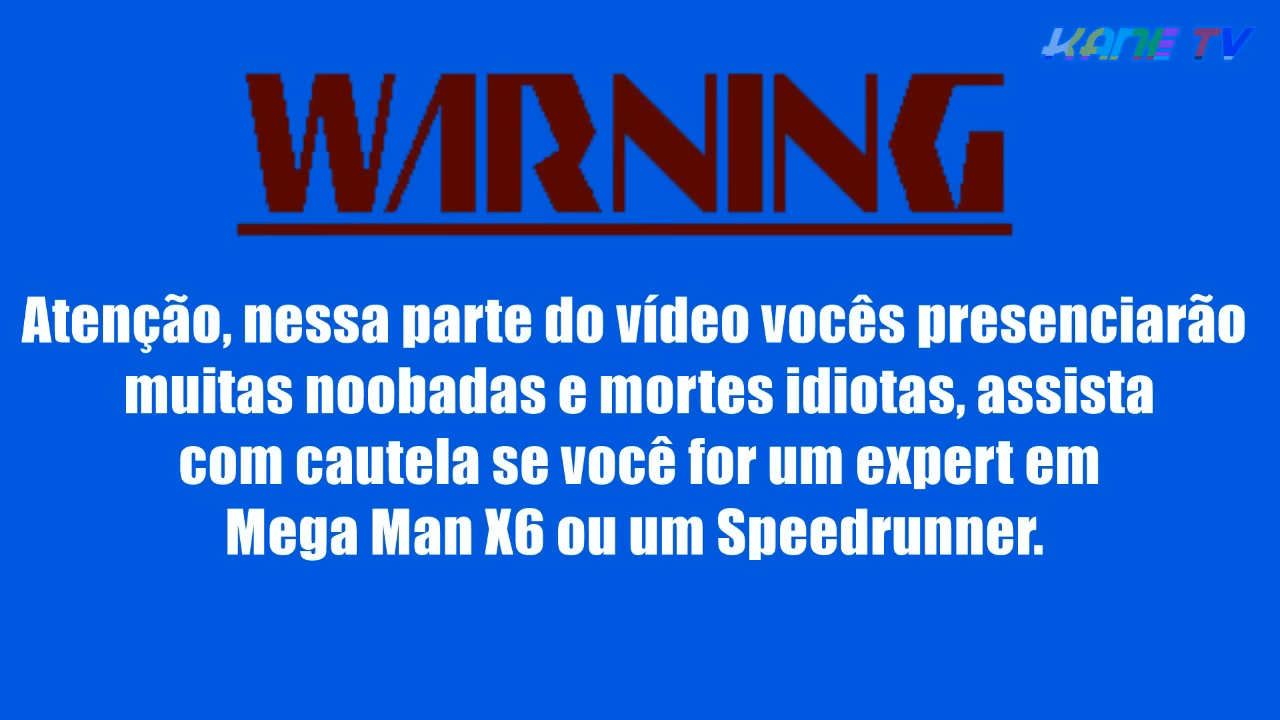 KANE TV
WARNING
Atenção, nessa parte do vídeo vocês presenciarão
muitas noobadas e mortes idiotas, assista
com cautela se você for um expert em
Mega Man X6 ou um Speedrunner.